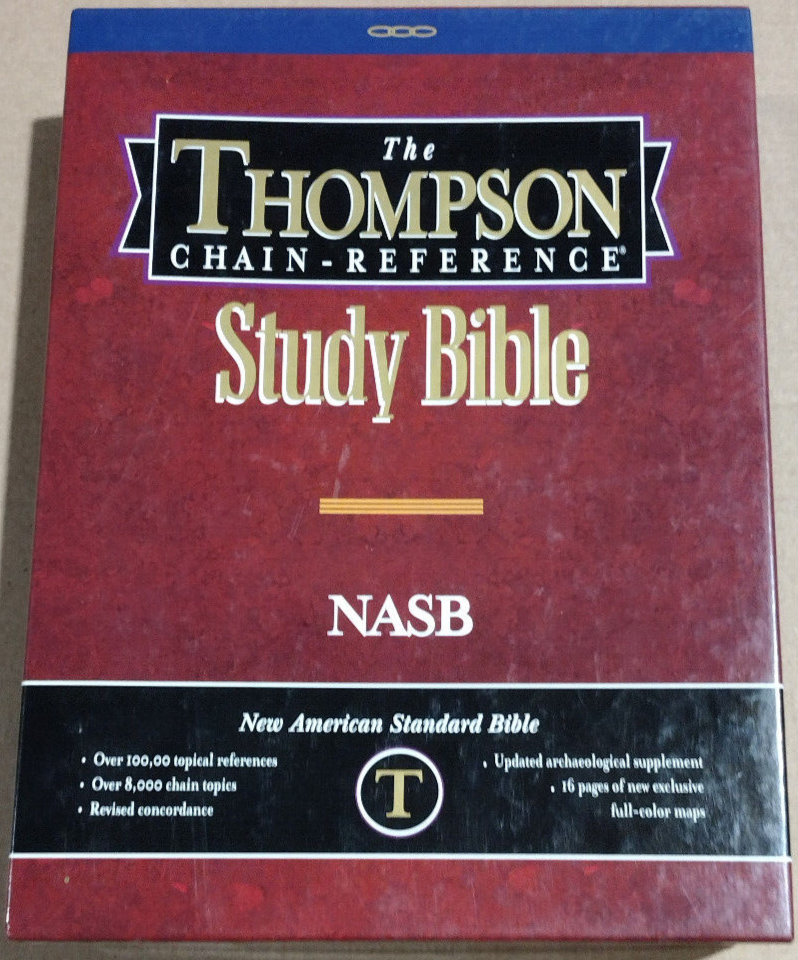 The
THOMPSON
CHAIN-REFERENCE®
Study Bible
NASB
New American Standard Bible
• Over 100,00 topical references
• Over 8,000 chain topics
• Revised concordance
T
• Updated archaeological supplement
• 16 pages of new exclusive
full-color maps